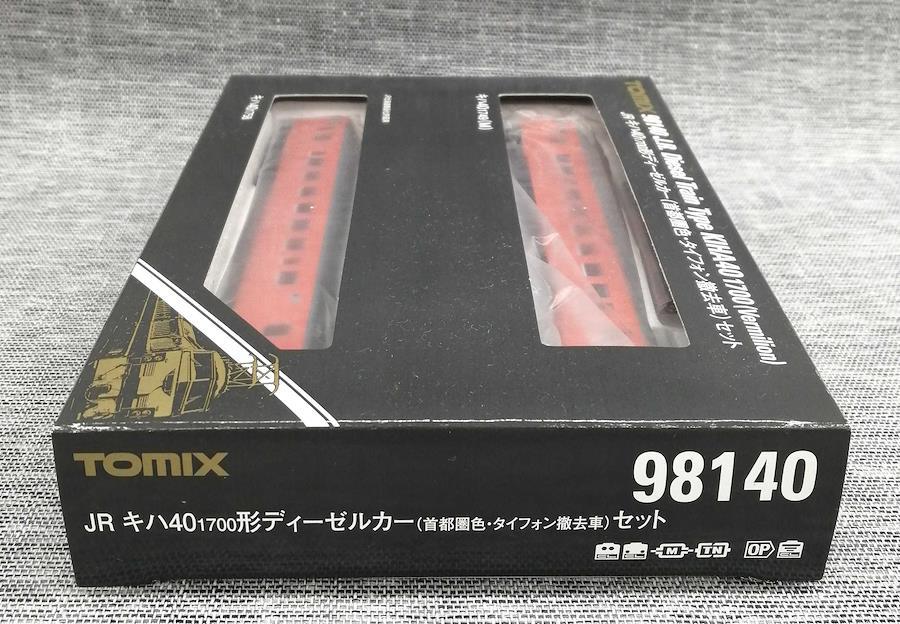 TOMIX
JR Diesel Train Type KIHA40 1700 (Vermilion)
JR キハ40 1700形ディーゼルカー(首都圏色・タイフォン撤去車)セット
TOMIX
98140
JR キハ40 1700形ディーゼルカー(首都圏色・タイフォン撤去車)セット
M TN OP